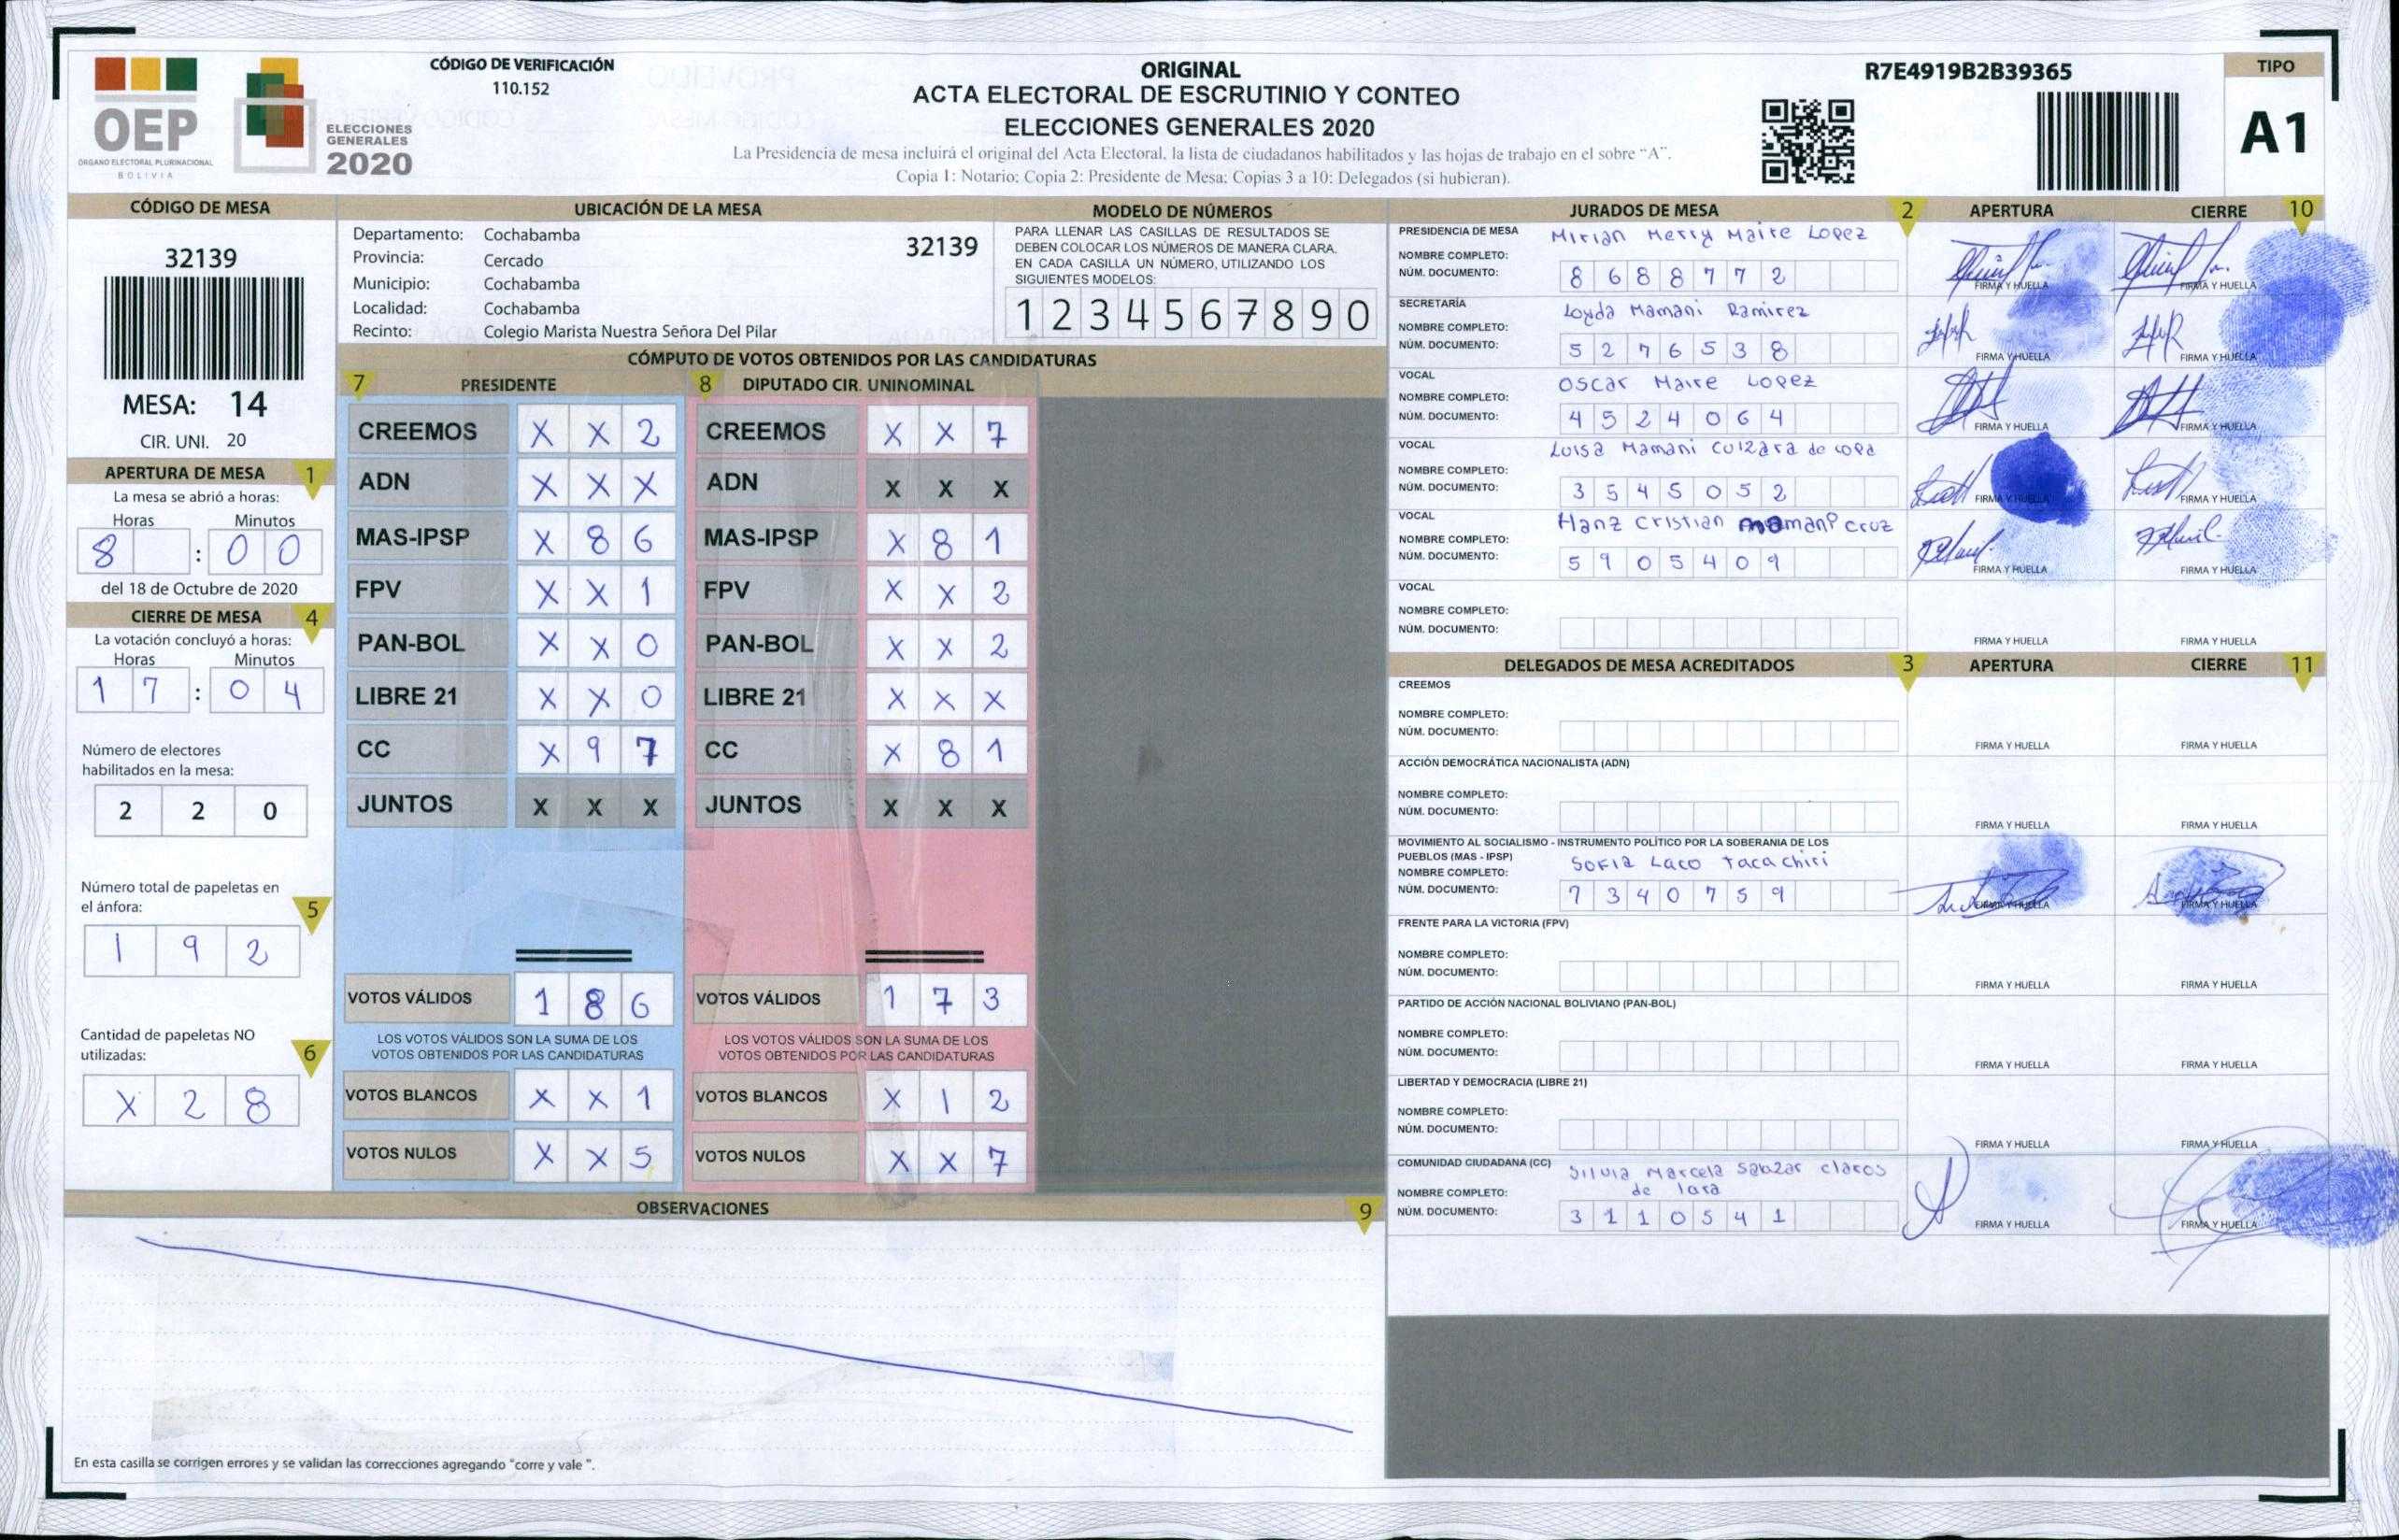 OEP
ÓRGANO ELECTORAL PLURINACIONAL
BOLIVIA
ELECCIONES
GENERALES
2020
CÓDIGO DE VERIFICACIÓN
110.152
ORIGINAL
ACTA ELECTORAL DE ESCRUTINIO Y CONTEO
ELECCIONES GENERALES 2020
La Presidencia de mesa incluirá el original del Acta Electoral, la lista de ciudadanos habilitados y las hojas de trabajo en el sobre "A".
Copia 1: Notario; Copia 2: Presidente de Mesa; Copias 3 a 10: Delegados (si hubieran).
R7E4919B2B39365
TIPO
A1
CÓDIGO DE MESA
32139
MESA: 14
CIR. UNI. 20
APERTURA DE MESA 1
La mesa se abrió a horas:
Horas Minutos
8 : 0 0
del 18 de Octubre de 2020
CIERRE DE MESA 4
La votación concluyó a horas:
Horas Minutos
1 7 : 0 4
Número de electores
habilitados en la mesa:
2 2 0
Número total de papeletas en
el ánfora: 5
1 9 2
Cantidad de papeletas NO
utilizadas: 6
X 2 8
UBICACIÓN DE LA MESA
Departamento: Cochabamba 32139
Provincia: Cercado
Municipio: Cochabamba
Localidad: Cochabamba
Recinto: Colegio Marista Nuestra Señora Del Pilar
MODELO DE NÚMEROS
PARA LLENAR LAS CASILLAS DE RESULTADOS SE
DEBEN COLOCAR LOS NÚMEROS DE MANERA CLARA.
EN CADA CASILLA UN NÚMERO, UTILIZANDO LOS
SIGUIENTES MODELOS:
1 2 3 4 5 6 7 8 9 0
CÓMPUTO DE VOTOS OBTENIDOS POR LAS CANDIDATURAS
7 PRESIDENTE 8 DIPUTADO CIR. UNINOMINAL
CREEMOS X X 2 CREEMOS X X 7
ADN X X X ADN X X X
MAS-IPSP X 8 6 MAS-IPSP X 8 1
FPV X X 1 FPV X X 2
PAN-BOL X X 0 PAN-BOL X X 2
LIBRE 21 X X 0 LIBRE 21 X X X
CC X 9 7 CC X 8 1
JUNTOS X X X JUNTOS X X X
VOTOS VÁLIDOS 1 8 6 VOTOS VÁLIDOS 1 7 3
LOS VOTOS VÁLIDOS SON LA SUMA DE LOS LOS VOTOS VÁLIDOS SON LA SUMA DE LOS
VOTOS OBTENIDOS POR LAS CANDIDATURAS VOTOS OBTENIDOS POR LAS CANDIDATURAS
VOTOS BLANCOS X X 1 VOTOS BLANCOS X 1 2
VOTOS NULOS X X 5 VOTOS NULOS X X 7
OBSERVACIONES 9
En esta casilla se corrigen errores y se validan las correcciones agregando "corre y vale ".
JURADOS DE MESA 2 APERTURA CIERRE 10
PRESIDENCIA DE MESA Mirian Merry Maire Lopez
NOMBRE COMPLETO:
NÚM. DOCUMENTO: 8 6 8 8 7 7 2 FIRMA Y HUELLA FIRMA Y HUELLA
SECRETARÍA Loyda Mamani Ramirez
NOMBRE COMPLETO:
NÚM. DOCUMENTO: 5 2 7 6 5 3 8 FIRMA Y HUELLA FIRMA Y HUELLA
VOCAL Oscar Maire Lopez
NOMBRE COMPLETO:
NÚM. DOCUMENTO: 4 5 2 4 0 6 4 FIRMA Y HUELLA FIRMA Y HUELLA
VOCAL Luisa Mamani Culzara de copa
NOMBRE COMPLETO:
NÚM. DOCUMENTO: 3 5 4 5 0 5 2 FIRMA Y HUELLA FIRMA Y HUELLA
VOCAL Hanz Cristian mamani cruz
NOMBRE COMPLETO:
NÚM. DOCUMENTO: 5 9 0 5 4 0 9 FIRMA Y HUELLA FIRMA Y HUELLA
VOCAL
NOMBRE COMPLETO:
NÚM. DOCUMENTO: FIRMA Y HUELLA FIRMA Y HUELLA
DELEGADOS DE MESA ACREDITADOS 3 APERTURA CIERRE 11
CREEMOS
NOMBRE COMPLETO:
NÚM. DOCUMENTO: FIRMA Y HUELLA FIRMA Y HUELLA
ACCIÓN DEMOCRÁTICA NACIONALISTA (ADN)
NOMBRE COMPLETO:
NÚM. DOCUMENTO: FIRMA Y HUELLA FIRMA Y HUELLA
MOVIMIENTO AL SOCIALISMO - INSTRUMENTO POLÍTICO POR LA SOBERANIA DE LOS
PUEBLOS (MAS - IPSP) Sofia Laco Tacachiri
NOMBRE COMPLETO:
NÚM. DOCUMENTO: 7 3 4 0 7 5 9 FIRMA Y HUELLA FIRMA Y HUELLA
FRENTE PARA LA VICTORIA (FPV)
NOMBRE COMPLETO:
NÚM. DOCUMENTO: FIRMA Y HUELLA FIRMA Y HUELLA
PARTIDO DE ACCIÓN NACIONAL BOLIVIANO (PAN-BOL)
NOMBRE COMPLETO:
NÚM. DOCUMENTO: FIRMA Y HUELLA FIRMA Y HUELLA
LIBERTAD Y DEMOCRACIA (LIBRE 21)
NOMBRE COMPLETO:
NÚM. DOCUMENTO: FIRMA Y HUELLA FIRMA Y HUELLA
COMUNIDAD CIUDADANA (CC) Silvia Marcela Salazar claros
NOMBRE COMPLETO: de lara
NÚM. DOCUMENTO: 3 1 1 0 5 4 1 FIRMA Y HUELLA FIRMA Y HUELLA